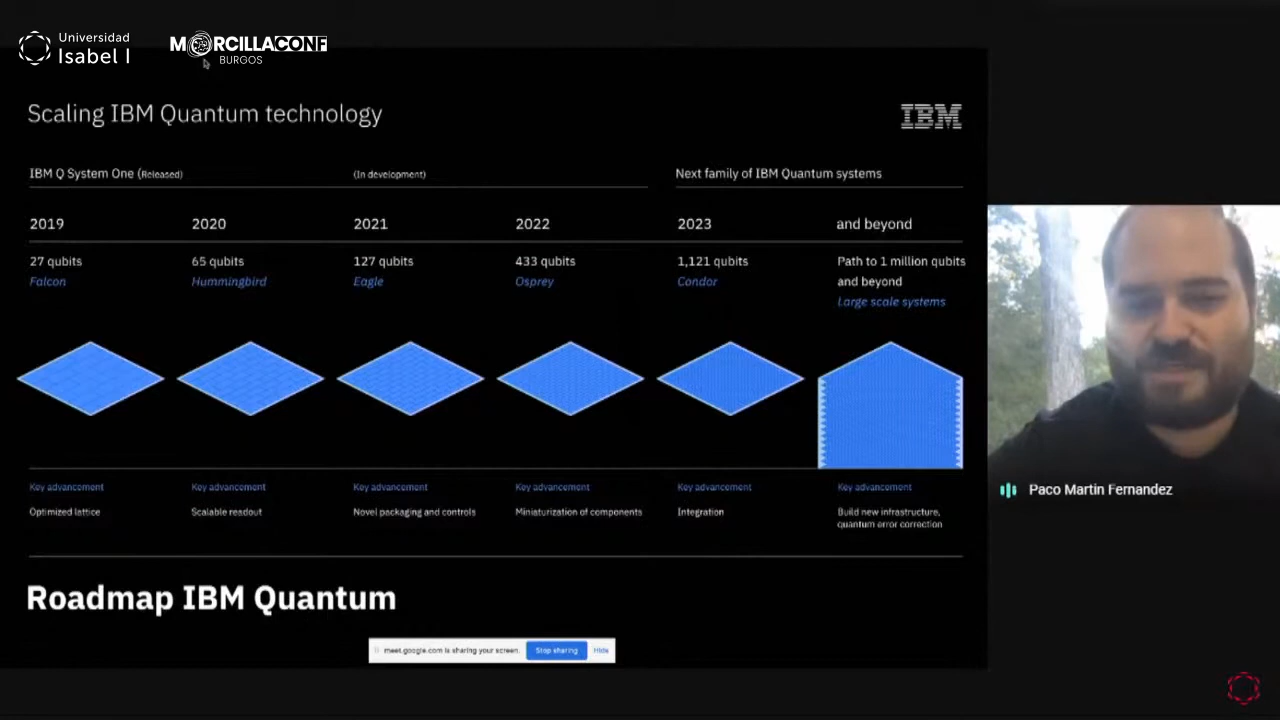 Universidad
Isabel I
MORCILLACONF
BURGOS
Scaling IBM Quantum technology
IBM
IBM Q System One (Released)
(In development)
Next family of IBM Quantum systems
2019
2020
2021
2022
2023
and beyond
27 qubits
65 qubits
127 qubits
433 qubits
1,121 qubits
Path to 1 million qubits
and beyond
Falcon
Hummingbird
Eagle
Osprey
Condor
Large scale systems
Key advancement
Key advancement
Key advancement
Key advancement
Key advancement
Key advancement
Optimized lattice
Scalable readout
Novel packaging and controls
Miniaturization of components
Integration
Build new infrastructure,
quantum error correction
Roadmap IBM Quantum
meet.google.com is sharing your screen.
Stop sharing
Hide
Paco Martin Fernandez